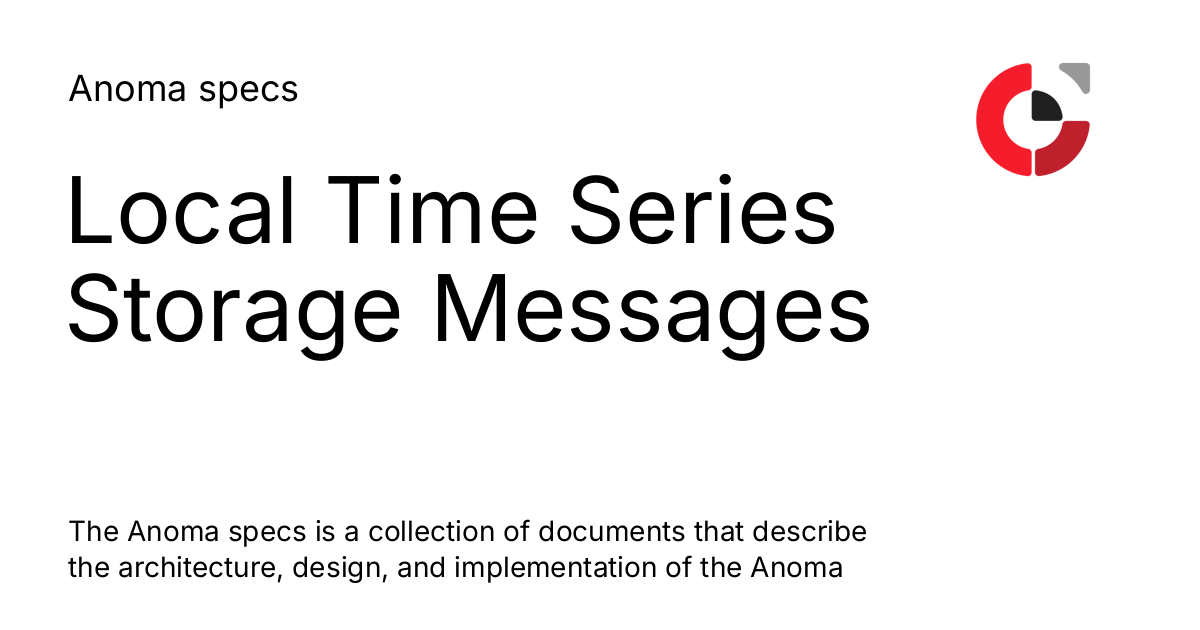 Anoma specs
Local Time Series
Storage Messages
The Anoma specs is a collection of documents that describe
the architecture, design, and implementation of the Anoma